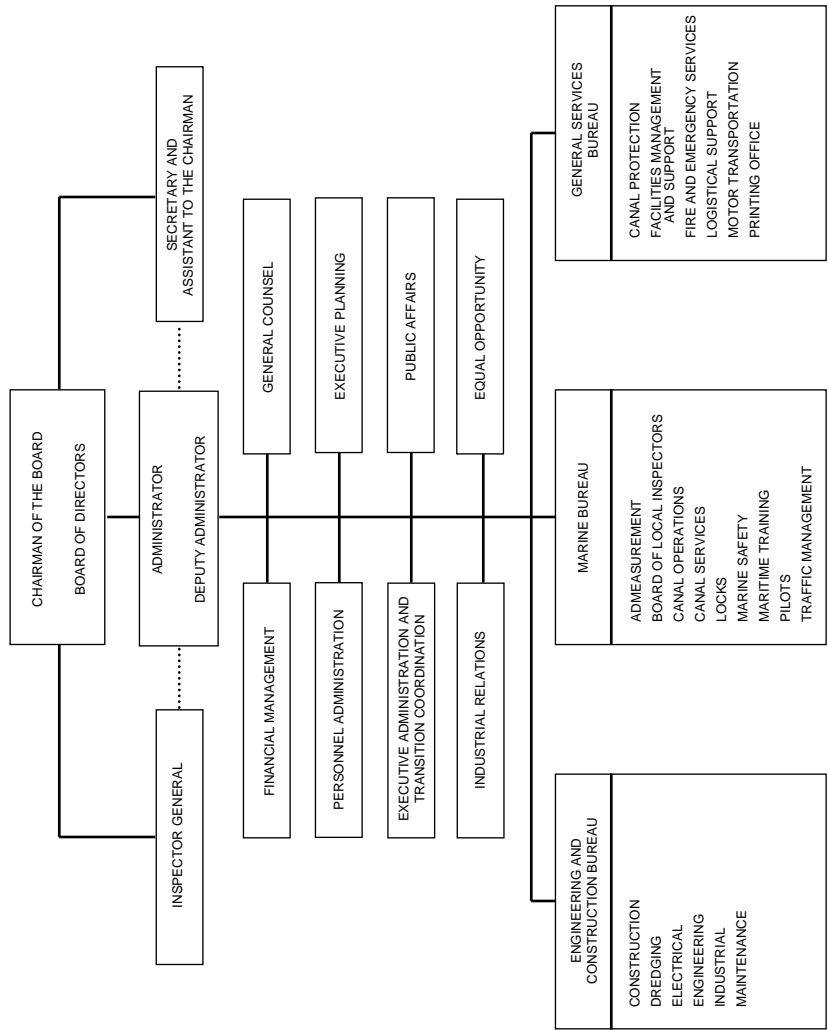 CHAIRMAN OF THE BOARD
BOARD OF DIRECTORS
INSPECTOR GENERAL
ADMINISTRATOR
DEPUTY ADMINISTRATOR
SECRETARY AND
ASSISTANT TO THE CHAIRMAN
FINANCIAL MANAGEMENT
GENERAL COUNSEL
PERSONNEL ADMINISTRATION
EXECUTIVE PLANNING
EXECUTIVE ADMINISTRATION AND
TRANSITION COORDINATION
PUBLIC AFFAIRS
INDUSTRIAL RELATIONS
EQUAL OPPORTUNITY
ENGINEERING AND
CONSTRUCTION BUREAU
CONSTRUCTION
DREDGING
ELECTRICAL
ENGINEERING
INDUSTRIAL
MAINTENANCE
MARINE BUREAU
ADMEASUREMENT
BOARD OF LOCAL INSPECTORS
CANAL OPERATIONS
CANAL SERVICES
LOCKS
MARINE SAFETY
MARITIME TRAINING
PILOTS
TRAFFIC MANAGEMENT
GENERAL SERVICES
BUREAU
CANAL PROTECTION
FACILITIES MANAGEMENT
AND SUPPORT
FIRE AND EMERGENCY SERVICES
LOGISTICAL SUPPORT
MOTOR TRANSPORTATION
PRINTING OFFICE